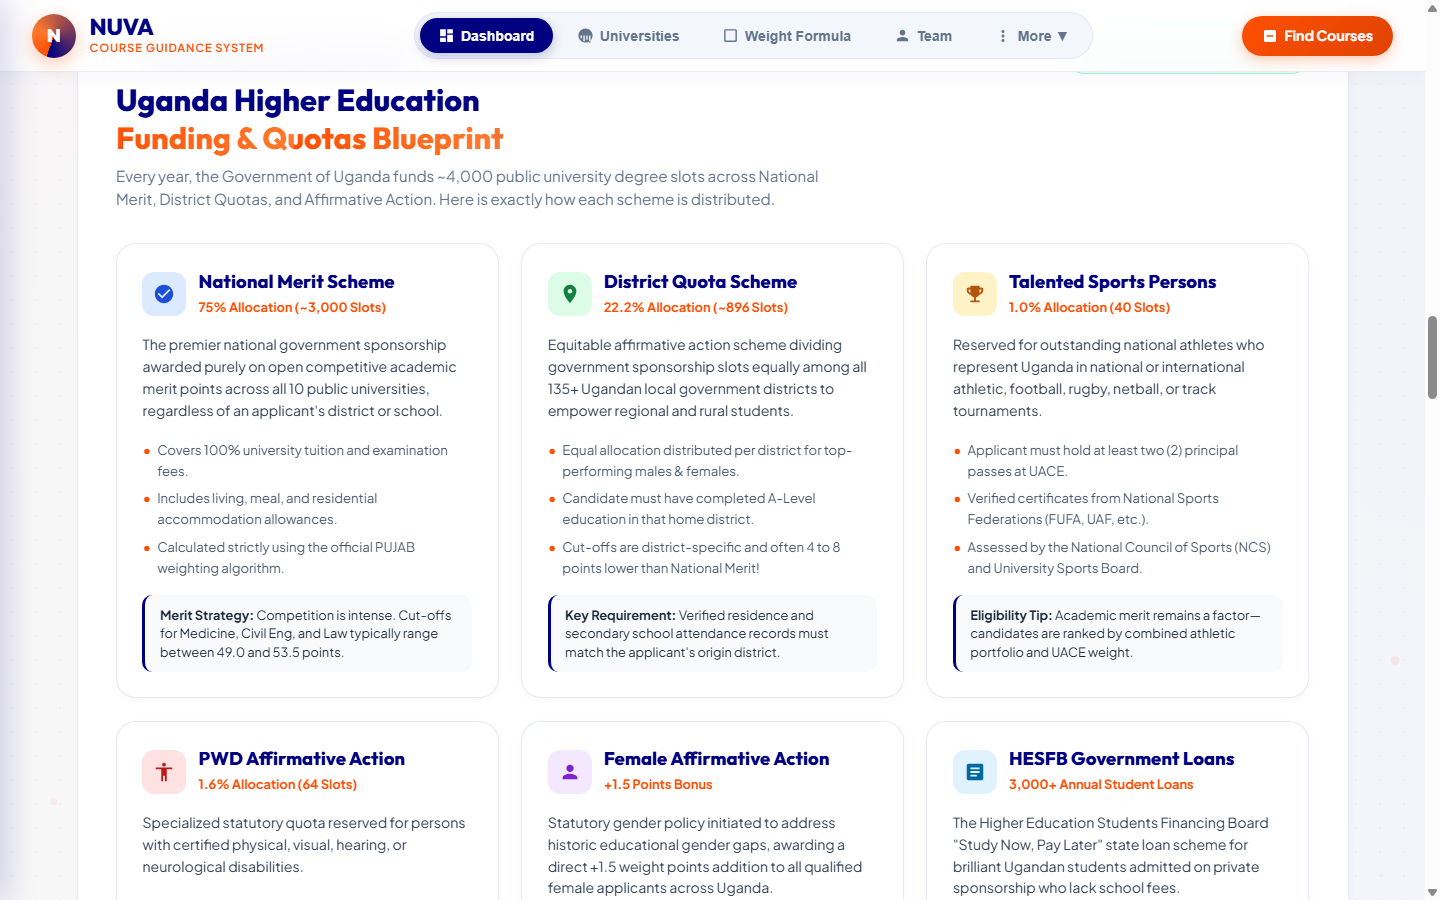 N
NUVA
COURSE GUIDANCE SYSTEM
Dashboard
Universities
Weight Formula
Team
More ▼
Find Courses
Uganda Higher Education
Funding & Quotas Blueprint
Every year, the Government of Uganda funds ~4,000 public university degree slots across National
Merit, District Quotas, and Affirmative Action. Here is exactly how each scheme is distributed.
National Merit Scheme
75% Allocation (~3,000 Slots)
The premier national government sponsorship
awarded purely on open competitive academic
merit points across all 10 public universities,
regardless of an applicant's district or school.
Covers 100% university tuition and examination
fees.
Includes living, meal, and residential
accommodation allowances.
Calculated strictly using the official PUJAB
weighting algorithm.
Merit Strategy: Competition is intense. Cut-offs
for Medicine, Civil Eng, and Law typically range
between 49.0 and 53.5 points.
District Quota Scheme
22.2% Allocation (~896 Slots)
Equitable affirmative action scheme dividing
government sponsorship slots equally among all
135+ Ugandan local government districts to
empower regional and rural students.
Equal allocation distributed per district for top-
performing males & females.
Candidate must have completed A-Level
education in that home district.
Cut-offs are district-specific and often 4 to 8
points lower than National Merit!
Key Requirement: Verified residence and
secondary school attendance records must
match the applicant's origin district.
Talented Sports Persons
1.0% Allocation (40 Slots)
Reserved for outstanding national athletes who
represent Uganda in national or international
athletic, football, rugby, netball, or track
tournaments.
Applicant must hold at least two (2) principal
passes at UACE.
Verified certificates from National Sports
Federations (FUFA, UAF, etc.).
Assessed by the National Council of Sports (NCS)
and University Sports Board.
Eligibility Tip: Academic merit remains a factor—
candidates are ranked by combined athletic
portfolio and UACE weight.
PWD Affirmative Action
1.6% Allocation (64 Slots)
Specialized statutory quota reserved for persons
with certified physical, visual, hearing, or
neurological disabilities.
Female Affirmative Action
+1.5 Points Bonus
Statutory gender policy initiated to address
historic educational gender gaps, awarding a
direct +1.5 weight points addition to all qualified
female applicants across Uganda.
HESFB Government Loans
3,000+ Annual Student Loans
The Higher Education Students Financing Board
"Study Now, Pay Later" state loan scheme for
brilliant Ugandan students admitted on private
sponsorship who lack school fees.